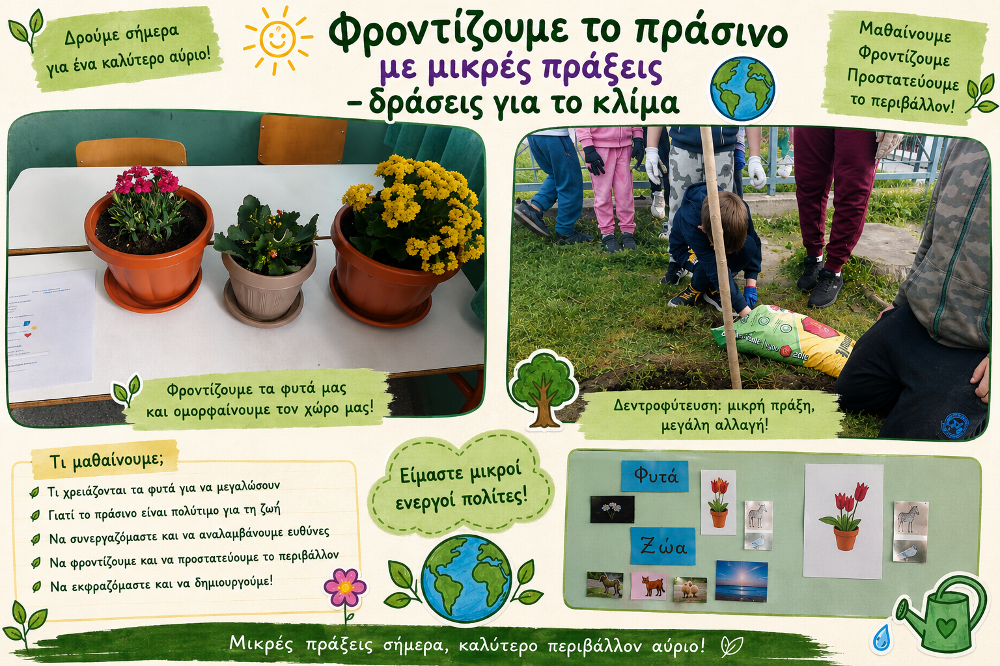 Δρούμε σήμερα
για ένα καλύτερο αύριο!
Φροντίζουμε το πράσινο
με μικρές πράξεις
– δράσεις για το κλίμα
Μαθαίνουμε
Φροντίζουμε
Προστατεύουμε
το περιβάλλον!
Φροντίζουμε τα φυτά μας
και ομορφαίνουμε τον χώρο μας!
Δεντροφύτευση: μικρή πράξη,
μεγάλη αλλαγή!
Τι μαθαίνουμε;
Τι χρειάζονται τα φυτά για να μεγαλώσουν
Γιατί το πράσινο είναι πολύτιμο για τη ζωή
Να συνεργαζόμαστε και να αναλαμβάνουμε ευθύνες
Να φροντίζουμε και να προστατεύουμε το περιβάλλον
Να εκφραζόμαστε και να δημιουργούμε!
Είμαστε μικροί
ενεργοί πολίτες!
Φυτά
Ζώα
Μικρές πράξεις σήμερα, καλύτερο περιβάλλον αύριο!